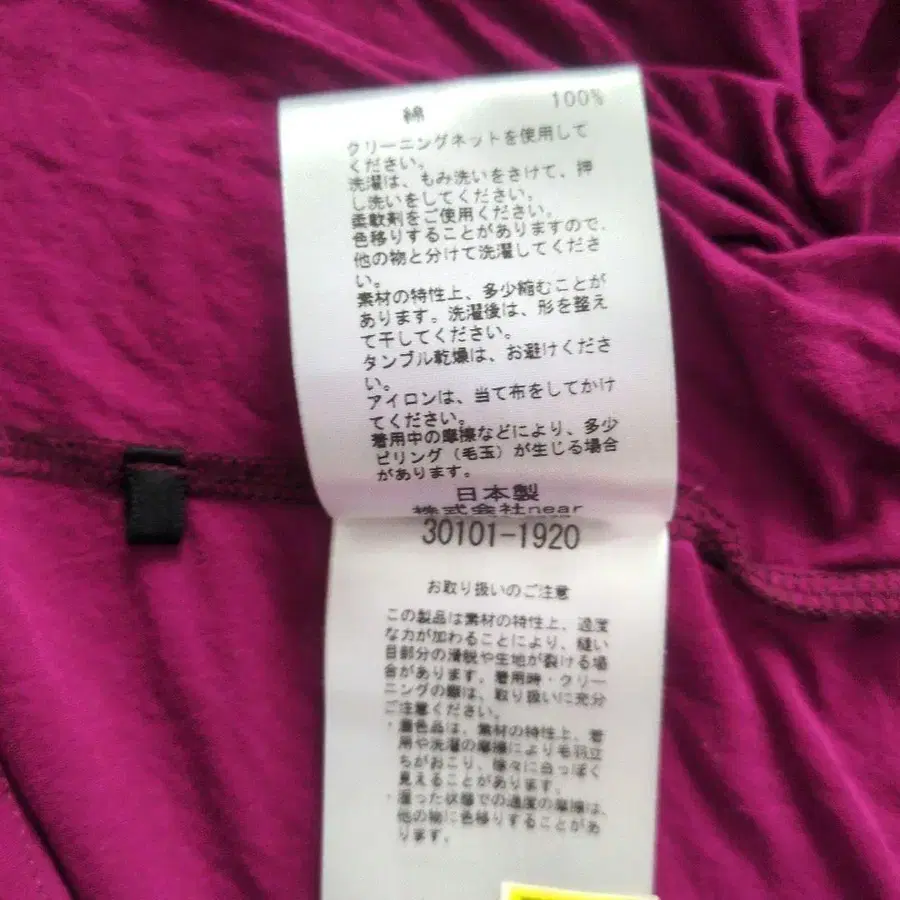 綿 100%
クリーニングネットを使用して
ください。
洗濯は、もみ洗いをさけて、押
し洗いをしてください。
柔軟剤をご使用ください。
色移りすることがありますので、
他の物と分けて洗濯してくださ
い。
素材の特性上、多少縮むことが
あります。洗濯後は、形を整え
て干してください。
タンブル乾燥は、お避けくださ
い。
アイロンは、当て布をしてかけ
てください。
着用中の摩擦などにより、多少
ピリング（毛玉）が生じる場合
があります。
日本製
株式会社near
30101-1920
お取り扱いのご注意
この製品は素材の特性上、過度
な力が加わることにより、縫い
目部分の滑脱や生地が裂ける場
合があります。着用時・クリー
ニングの際は、取り扱いに充分
ご注意ください。
・濃色品は、素材の特性上、着
用や洗濯の摩擦により毛羽立
ちがおこり、徐々に白っぽく
見えることがあります。
・湿った状態での過度の摩擦は、
他の物に色移りすることがあ
ります。